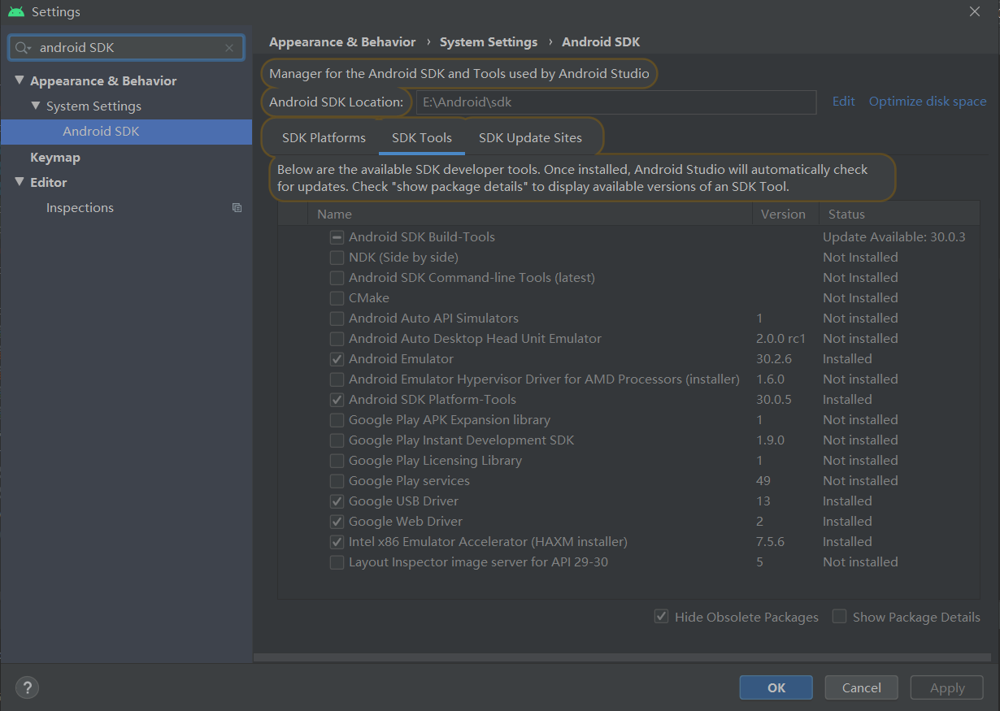 Settings
android SDK
Appearance & Behavior
System Settings
Android SDK
Keymap
Editor
Inspections
Appearance & Behavior › System Settings › Android SDK
Manager for the Android SDK and Tools used by Android Studio
Android SDK Location: E:\Android\sdk Edit Optimize disk space
SDK Platforms SDK Tools SDK Update Sites
Below are the available SDK developer tools. Once installed, Android Studio will automatically check
for updates. Check "show package details" to display available versions of an SDK Tool.
Name Version Status
Android SDK Build-Tools Update Available: 30.0.3
NDK (Side by side) Not Installed
Android SDK Command-line Tools (latest) Not Installed
CMake Not Installed
Android Auto API Simulators 1 Not installed
Android Auto Desktop Head Unit Emulator 2.0.0 rc1 Not installed
Android Emulator 30.2.6 Installed
Android Emulator Hypervisor Driver for AMD Processors (installer) 1.6.0 Not installed
Android SDK Platform-Tools 30.0.5 Installed
Google Play APK Expansion library 1 Not installed
Google Play Instant Development SDK 1.9.0 Not installed
Google Play Licensing Library 1 Not installed
Google Play services 49 Not installed
Google USB Driver 13 Installed
Google Web Driver 2 Installed
Intel x86 Emulator Accelerator (HAXM installer) 7.5.6 Installed
Layout Inspector image server for API 29-30 5 Not installed
Hide Obsolete Packages Show Package Details
? OK Cancel Apply